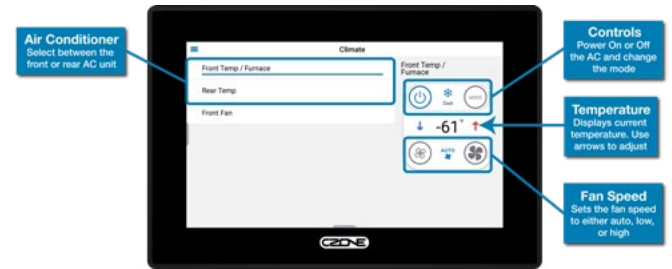 Air Conditioner
Select between the
front or rear AC unit
Climate
Front Temp / Furnace
Rear Temp
Front Fan
Front Temp /
Furnace
Cool
MODE
-61°
AUTO
CZONE
Controls
Power On or Off
the AC and change
the mode
Temperature
Displays current
temperature. Use
arrows to adjust
Fan Speed
Sets the fan speed
to either auto, low,
or high